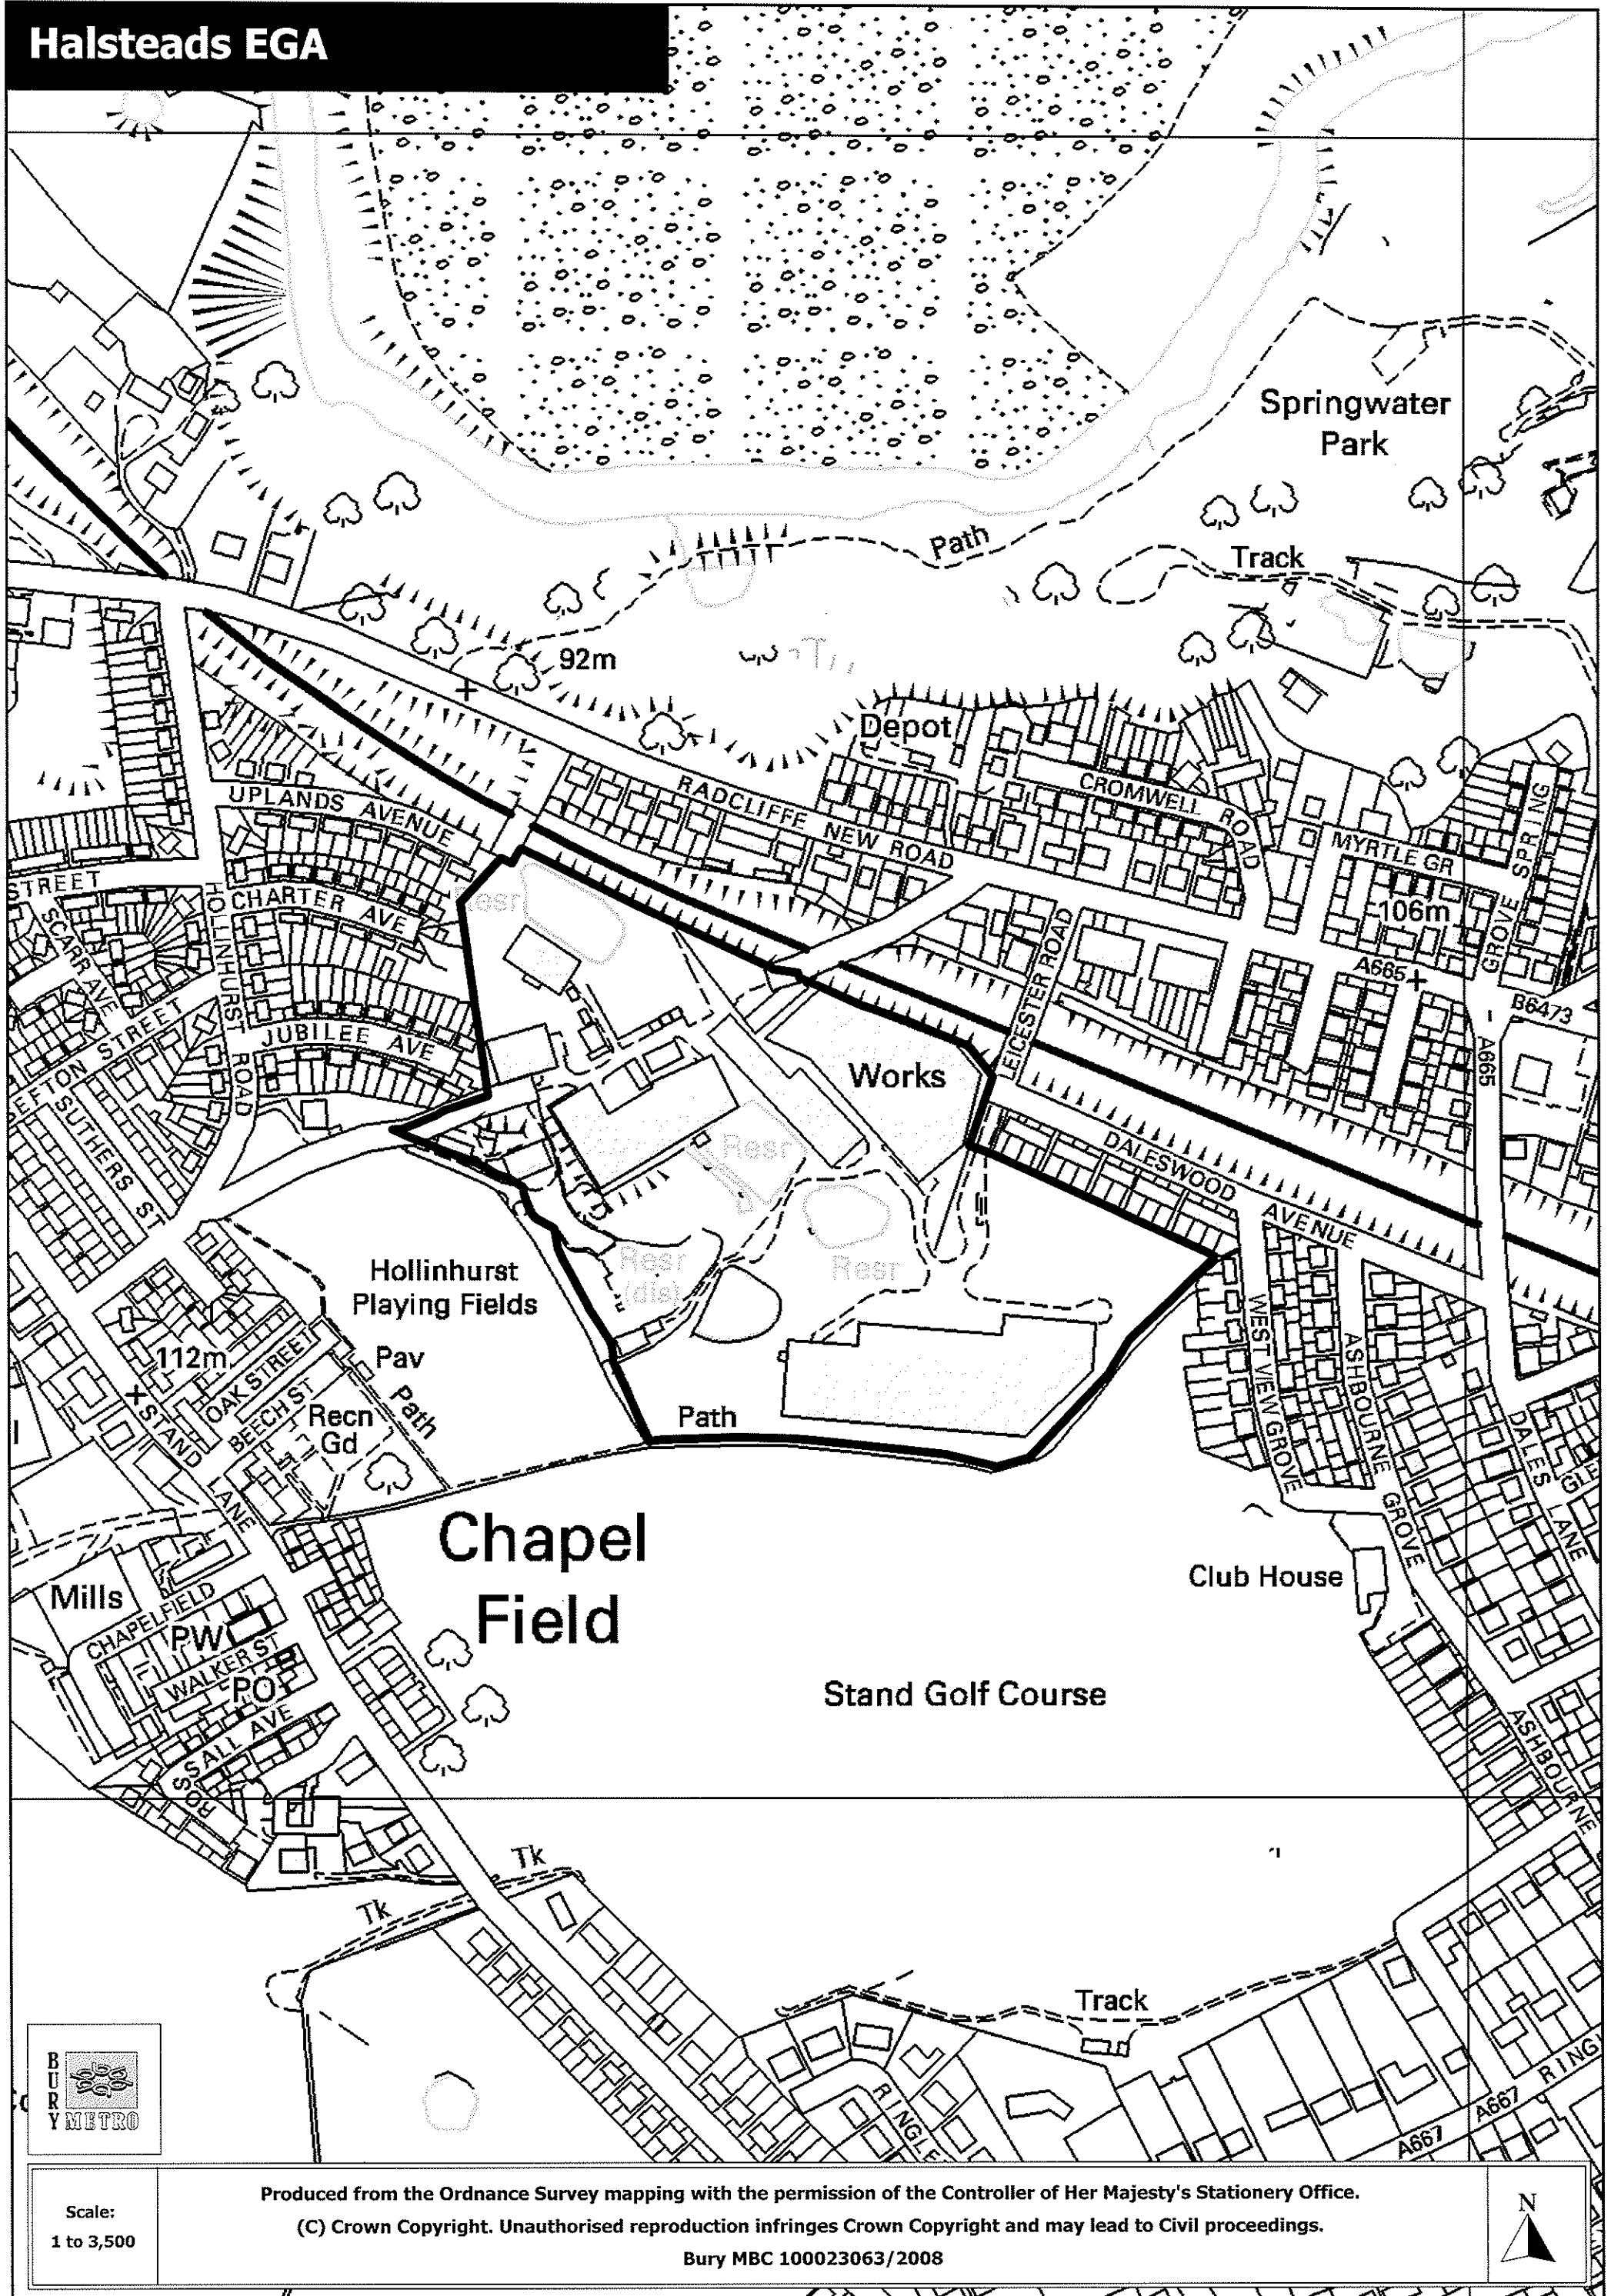 Halsteads EGA
Springwater
Park
Path
Track
92m
Depot
CROMWELL ROAD
RADCLIFFE NEW ROAD
UPLANDS AVENUE
MYRTLE GR
SPRING
GROVE
106m
STREET
CHARTER AVE
Resr
HOLLINHURST
ROAD
SCARR AVE
A665
B6473
LEICESTER ROAD
A665
JUBILEE AVE
STREET
SUTHERS ST
Works
Resr
DALESWOOD
AVENUE
Hollinhurst
Playing Fields
Resr
(dis)
Resr
112m
OAK STREET
BEECH ST
Pav
Path
Recn
Gd
Path
WEST VIEW GROVE
ASHBOURNE
GROVE
DALES
LANE
STAND
LANE
Chapel
Field
Club House
Mills
CHAPELFIELD
PW
WALKER ST
PO
ROSSALL AVE
Stand Golf Course
ASHBOURNE
Tk
Tk
Track
RINGLE
A667
A667
RING
BURY
METRO
Scale:
1 to 3,500
Produced from the Ordnance Survey mapping with the permission of the Controller of Her Majesty's Stationery Office.
(C) Crown Copyright. Unauthorised reproduction infringes Crown Copyright and may lead to Civil proceedings.
Bury MBC 100023063/2008
N